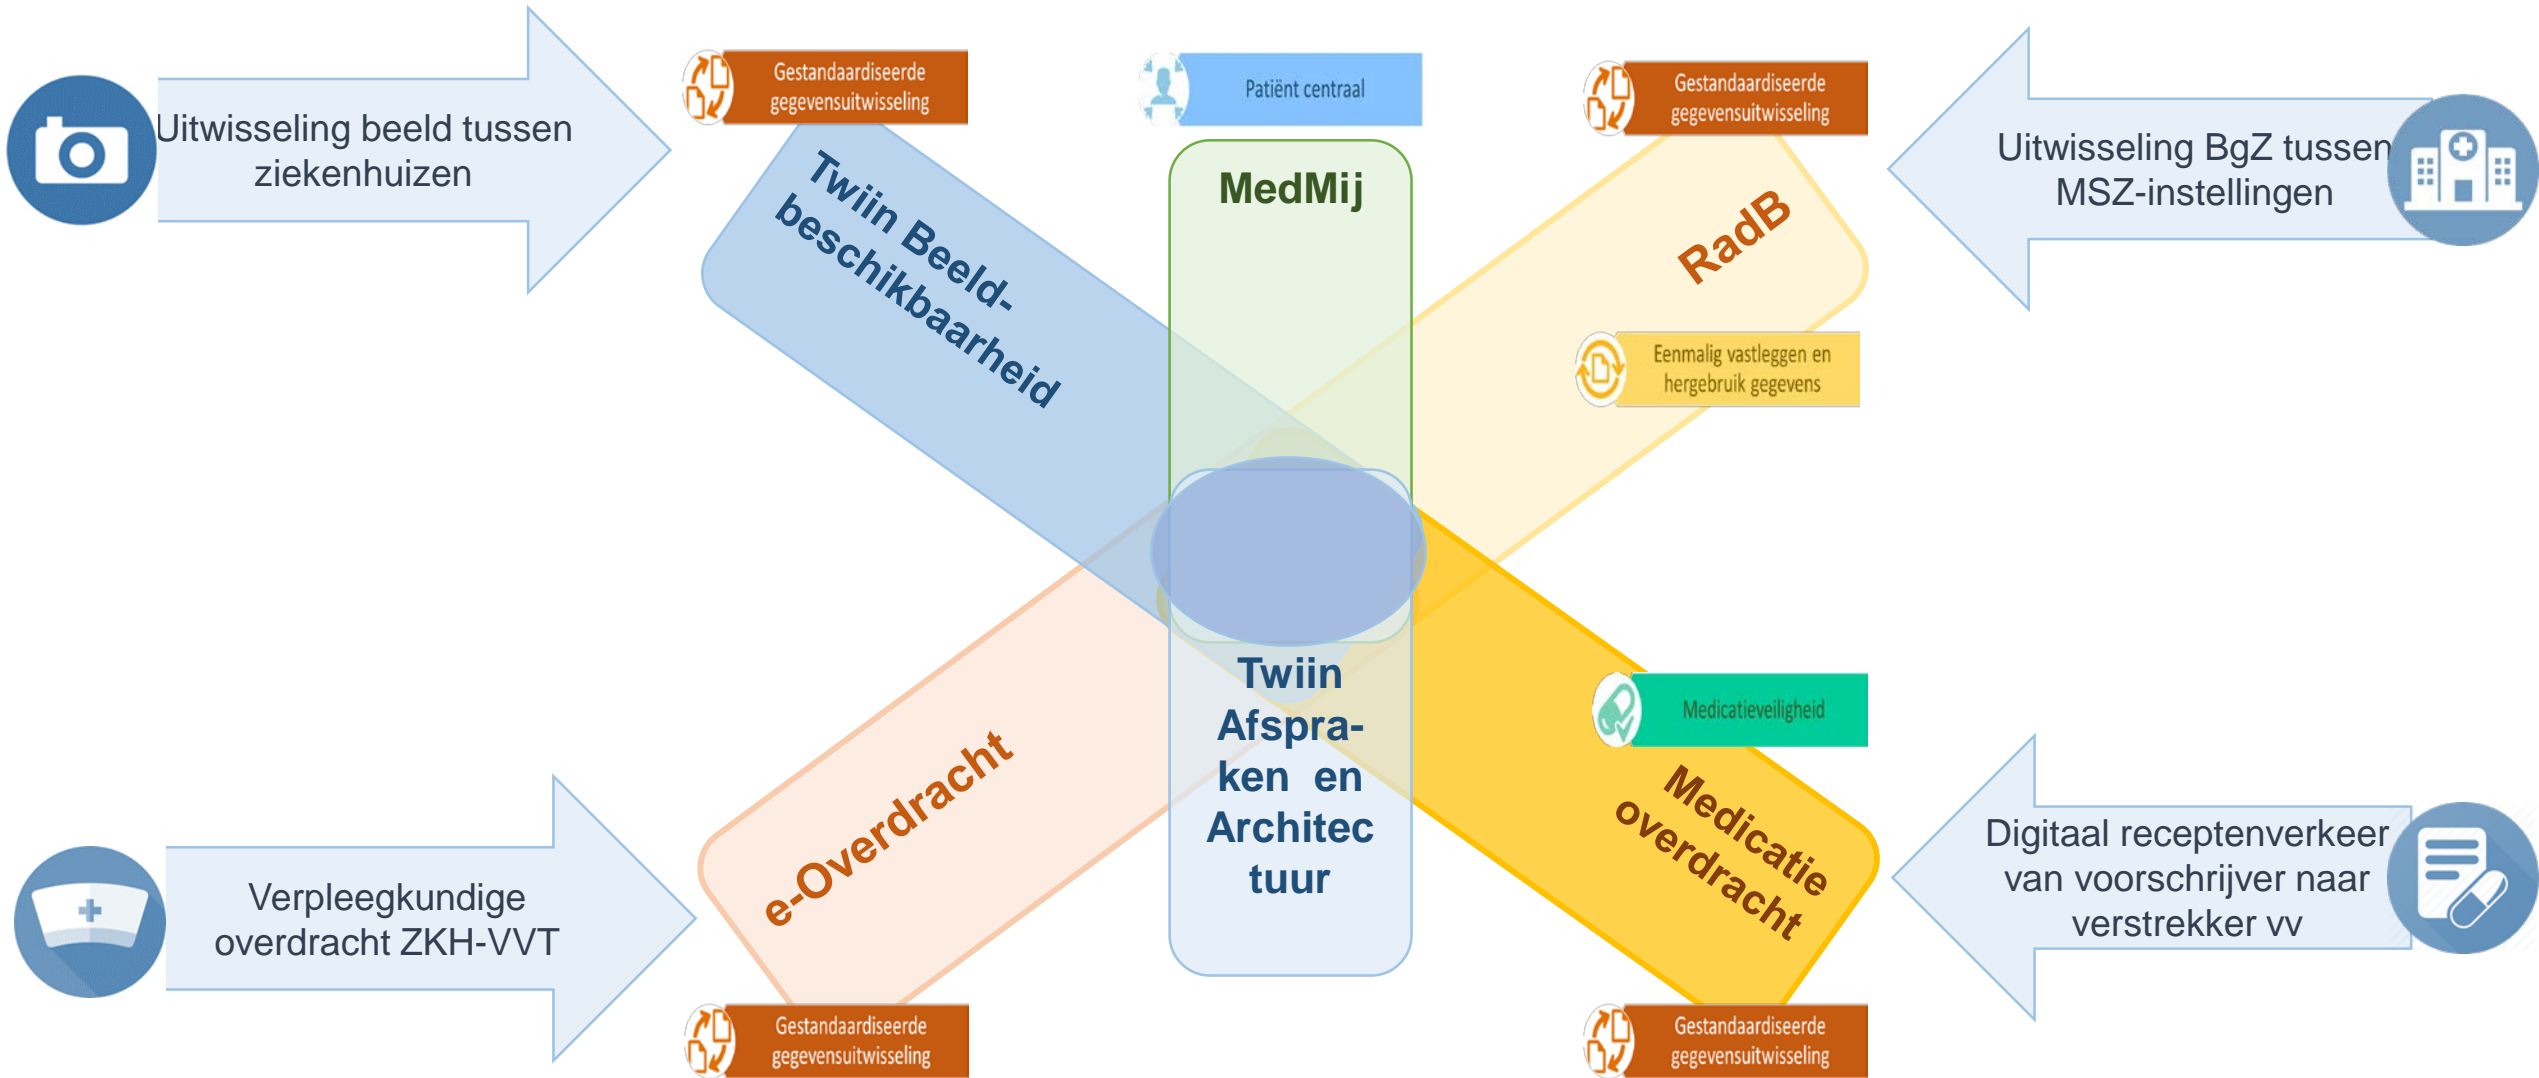 Uitwisseling beeld tussen
ziekenhuizen
Gestandaardiseerde
gegevensuitwisseling
Patiënt centraal
Gestandaardiseerde
gegevensuitwisseling
Uitwisseling BgZ tussen
MSZ-instellingen
Twiin Beeld-
beschikbaarheid
MedMij
RadB
Eenmalig vastleggen en
hergebruik gegevens
Twiin
Afspra-
ken en
Architec
tuur
Medicatieveiligheid
e-Overdracht
Medicatie
overdracht
Verpleegkundige
overdracht ZKH-VVT
Digitaal receptenverkeer
van voorschrijver naar
verstrekker vv
Gestandaardiseerde
gegevensuitwisseling
Gestandaardiseerde
gegevensuitwisseling